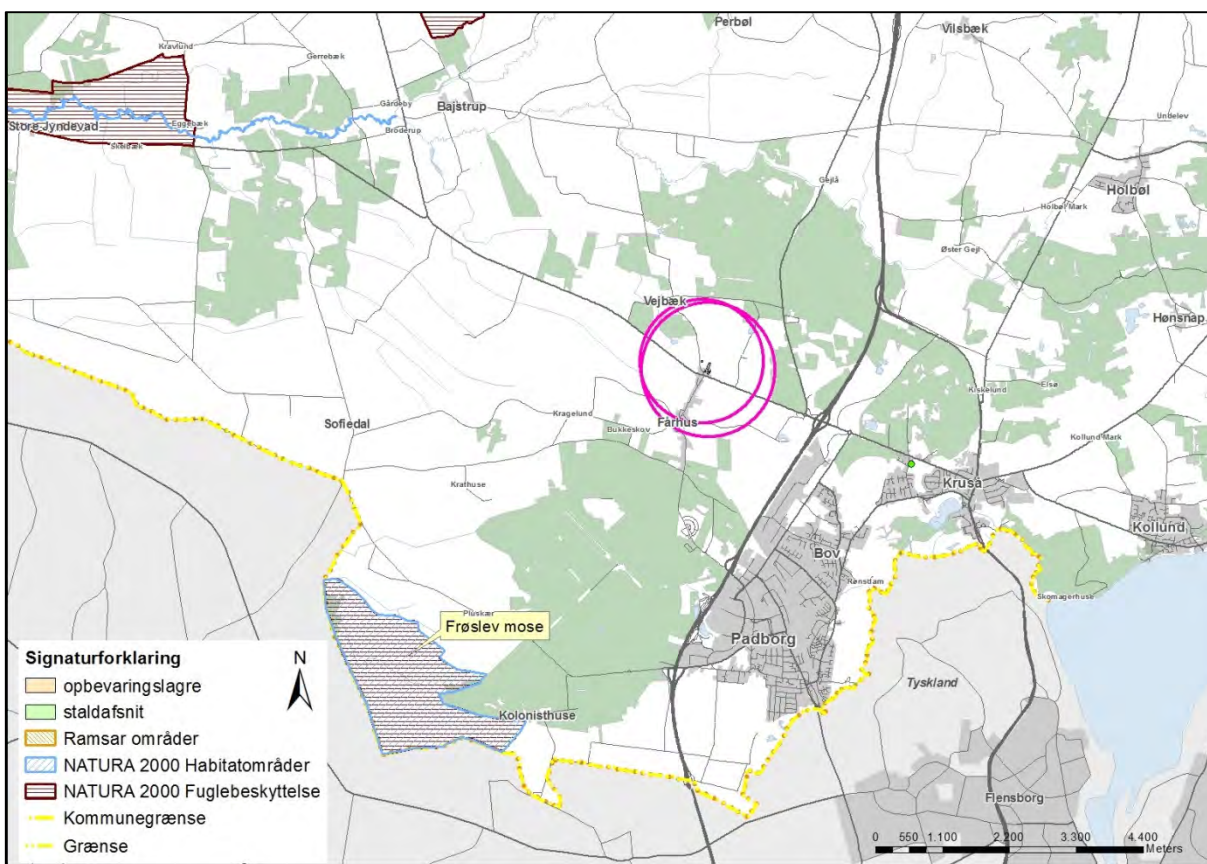 Perbøl
Vilsbæk
Kravlund
Gerrebæk
Gårdeby
Bajstrup
Store Jyndevad
Eggebæk
Broderup
Skelbæk
Undelev
Gejlå
Holbøl
Holbøl Mark
Øster Gejl
Vejbæk
Hønsnap
Kiskelund
Elsø
Kragelund
Fårhus
Sofiedal
Bukkeskov
Kollund Mark
Krathuse
Kruså
Kollund
Bov
Rønsdam
Skomagerhuse
Pluskær
Frøslev mose
Padborg
Tyskland
Kolonisthuse
Flensborg
Signaturforklaring
N
opbevaringslagre
staldafsnit
Ramsar områder
NATURA 2000 Habitatområder
NATURA 2000 Fuglebeskyttelse
Kommunegrænse
Grænse
0 550 1.100 2.200 3.300 4.400
Meters